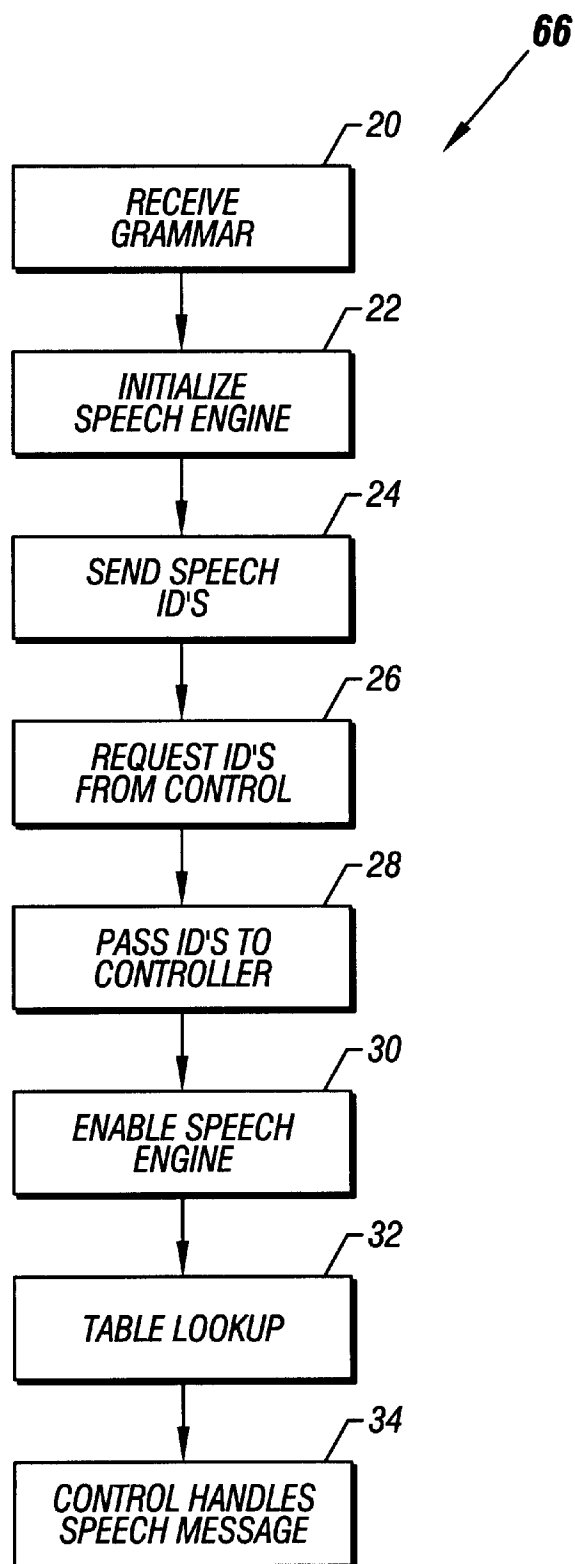 66
20
RECEIVE
GRAMMAR
22
INITIALIZE
SPEECH ENGINE
24
SEND SPEECH
ID'S
26
REQUEST ID'S
FROM CONTROL
28
PASS ID'S TO
CONTROLLER
30
ENABLE SPEECH
ENGINE
32
TABLE LOOKUP
34
CONTROL HANDLES
SPEECH MESSAGE